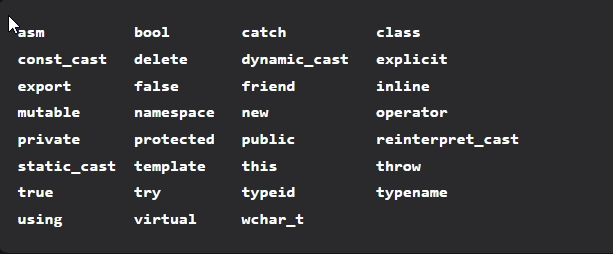 asm bool catch class
const_cast delete dynamic_cast explicit
export false friend inline
mutable namespace new operator
private protected public reinterpret_cast
static_cast template this throw
true try typeid typename
using virtual wchar_t